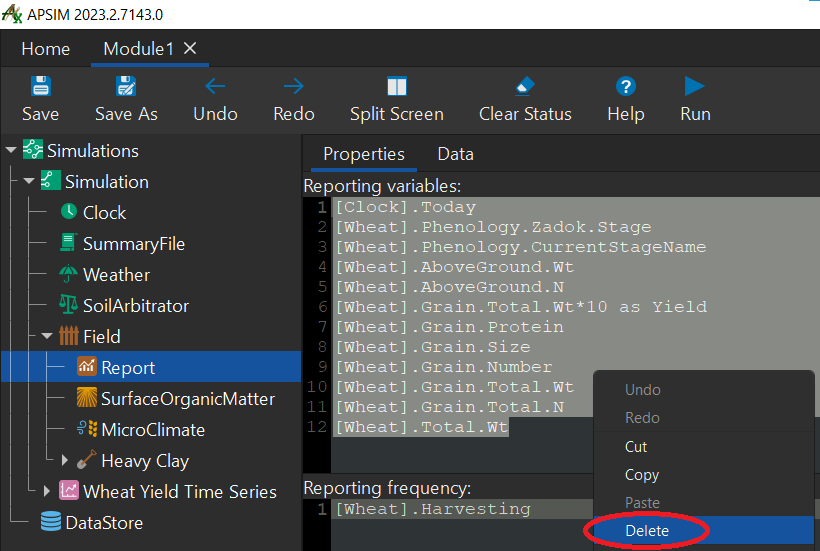 APSIM 2023.2.7143.0
Home Module1
Save Save As Undo Redo Split Screen Clear Status Help Run
Simulations
Simulation
Clock
SummaryFile
Weather
SoilArbitrator
Field
Report
SurfaceOrganicMatter
MicroClimate
Heavy Clay
Wheat Yield Time Series
DataStore
Properties Data
Reporting variables:
1 [Clock].Today
2 [Wheat].Phenology.Zadok.Stage
3 [Wheat].Phenology.CurrentStageName
4 [Wheat].AboveGround.Wt
5 [Wheat].AboveGround.N
6 [Wheat].Grain.Total.Wt*10 as Yield
7 [Wheat].Grain.Protein
8 [Wheat].Grain.Size
9 [Wheat].Grain.Number
10 [Wheat].Grain.Total.Wt
11 [Wheat].Grain.Total.N
12 [Wheat].Total.Wt
Reporting frequency:
1 [Wheat].Harvesting
Undo
Redo
Cut
Copy
Paste
Delete